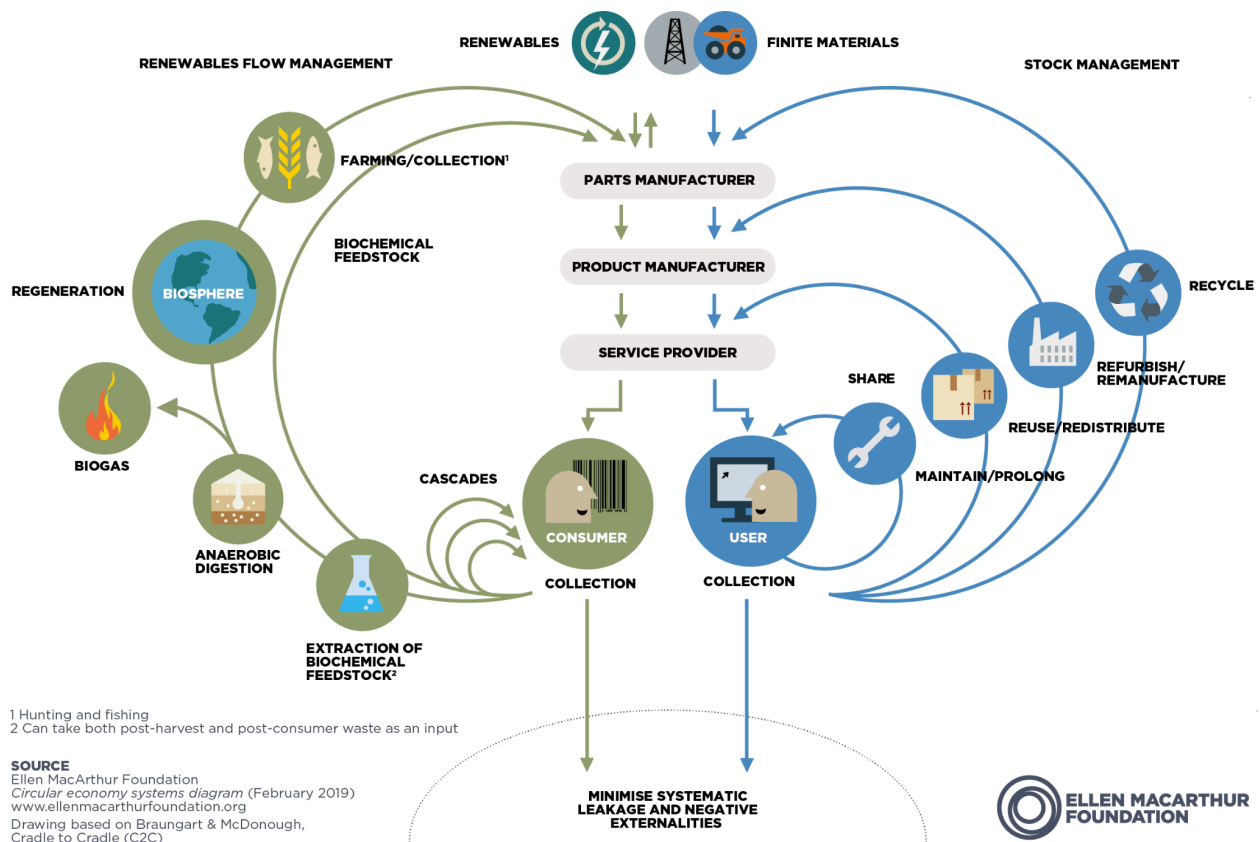 RENEWABLES
FINITE MATERIALS
RENEWABLES FLOW MANAGEMENT
STOCK MANAGEMENT
FARMING/COLLECTION¹
PARTS MANUFACTURER
BIOCHEMICAL
FEEDSTOCK
PRODUCT MANUFACTURER
REGENERATION
BIOSPHERE
RECYCLE
SERVICE PROVIDER
REFURBISH/
REMANUFACTURE
SHARE
REUSE/REDISTRIBUTE
BIOGAS
MAINTAIN/PROLONG
CASCADES
CONSUMER
USER
ANAEROBIC
DIGESTION
COLLECTION
COLLECTION
EXTRACTION OF
BIOCHEMICAL
FEEDSTOCK²
1 Hunting and fishing
2 Can take both post-harvest and post-consumer waste as an input
SOURCE
Ellen MacArthur Foundation
Circular economy systems diagram (February 2019)
www.ellenmacarthurfoundation.org
Drawing based on Braungart & McDonough,
Cradle to Cradle (C2C)
MINIMISE SYSTEMATIC
LEAKAGE AND NEGATIVE
EXTERNALITIES
ELLEN MACARTHUR
FOUNDATION